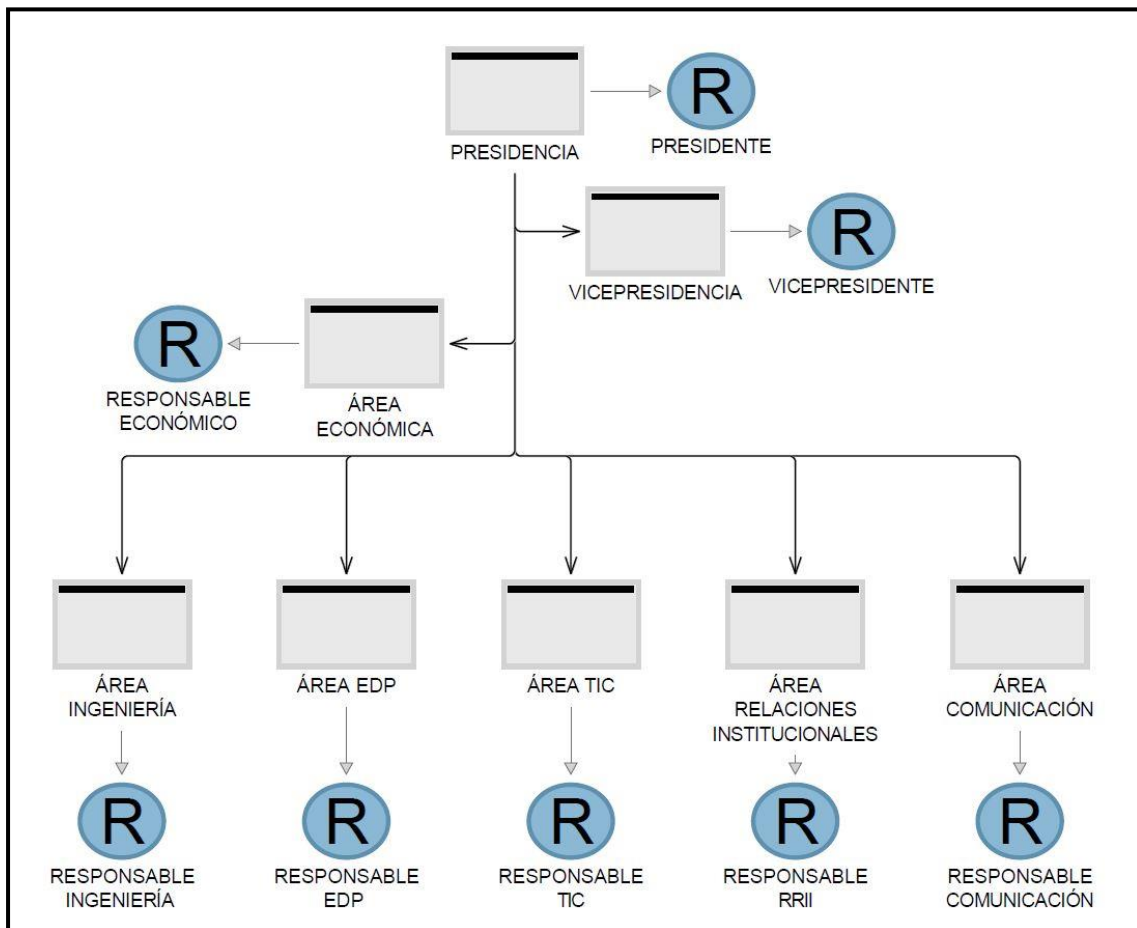 R
PRESIDENCIA
PRESIDENTE
R
VICEPRESIDENCIA
VICEPRESIDENTE
R
RESPONSABLE
ECONÓMICO
ÁREA
ECONÓMICA
ÁREA
INGENIERÍA
ÁREA EDP
ÁREA TIC
ÁREA
RELACIONES
INSTITUCIONALES
ÁREA
COMUNICACIÓN
R
RESPONSABLE
INGENIERÍA
R
RESPONSABLE
EDP
R
RESPONSABLE
TIC
R
RESPONSABLE
RRII
R
RESPONSABLE
COMUNICACIÓN